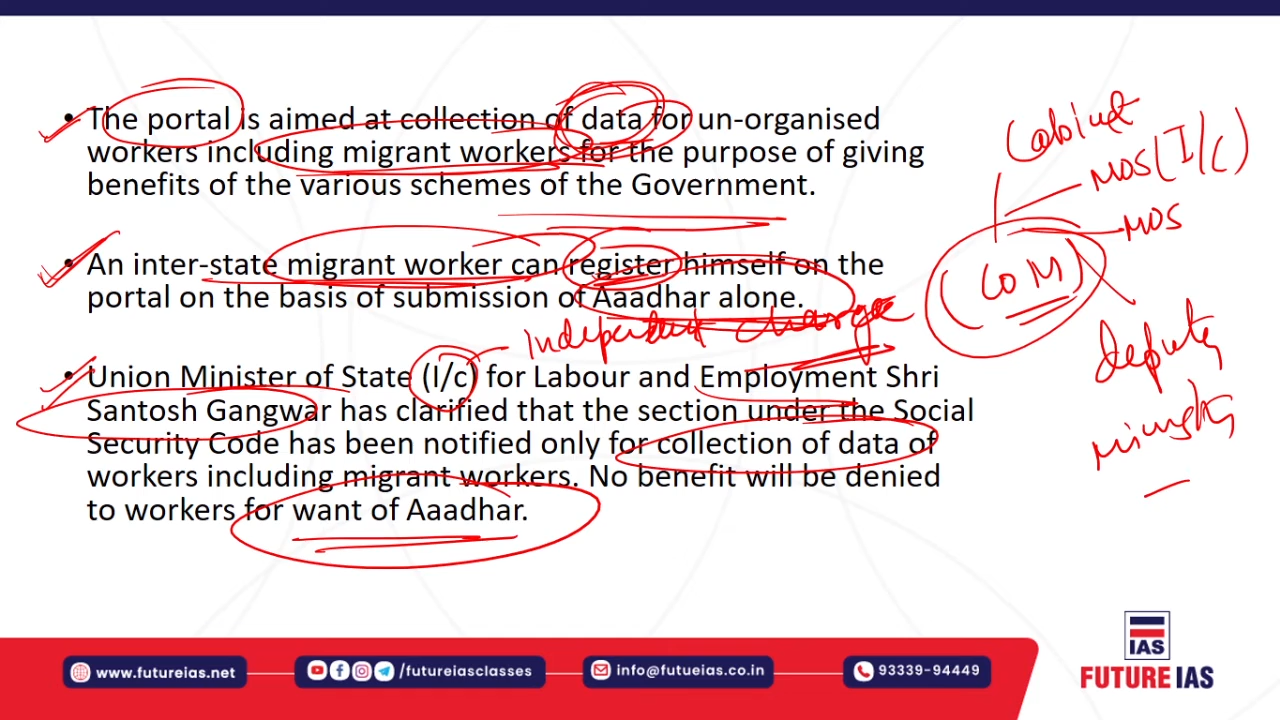 • The portal is aimed at collection of data for un-organised
workers including migrant workers for the purpose of giving
benefits of the various schemes of the Government.
• An inter-state migrant worker can register himself on the
portal on the basis of submission of Aaadhar alone.
independent charge
• Union Minister of State (I/c) for Labour and Employment Shri
Santosh Gangwar has clarified that the section under the Social
Security Code has been notified only for collection of data of
workers including migrant workers. No benefit will be denied
to workers for want of Aaadhar.
Cabinet
MOS (I/C)
MOS
COM
deputy
IAS
FUTURE IAS
www.futureias.net
/futureiasclasses
info@futueias.co.in
93339-94449